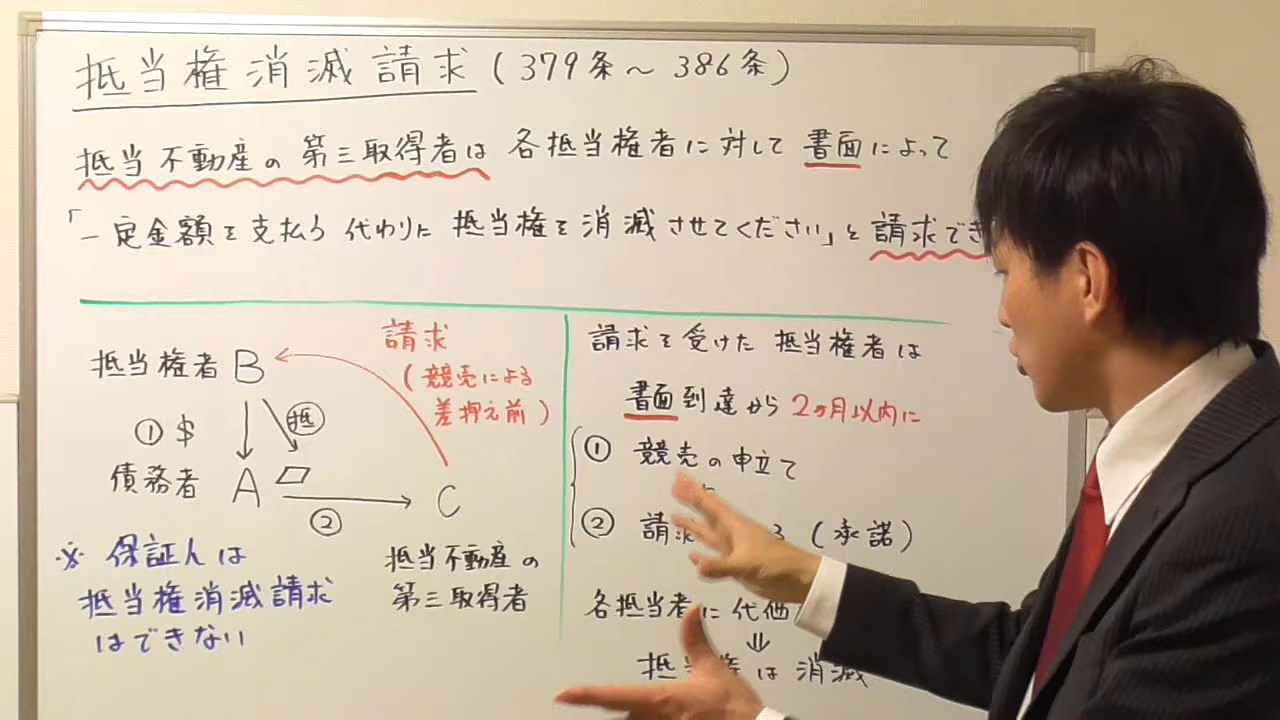 抵当権消滅請求（379条～386条）
抵当不動産の第三取得者は各抵当権者に対して書面によって
「一定金額を支払う代わりに抵当権を消滅させてください」と請求でき
請求
（競売による
差押え前）
抵当権者 B
① $
抵
債務者 A
②
C
抵当不動産の
第三取得者
※ 保証人は
抵当権消滅請求
はできない
請求を受けた抵当権者は
書面到達から2ヶ月以内に
① 競売の申立て
② 請求 る（承諾）
各抵当者に代価
⇓
抵当権は消滅